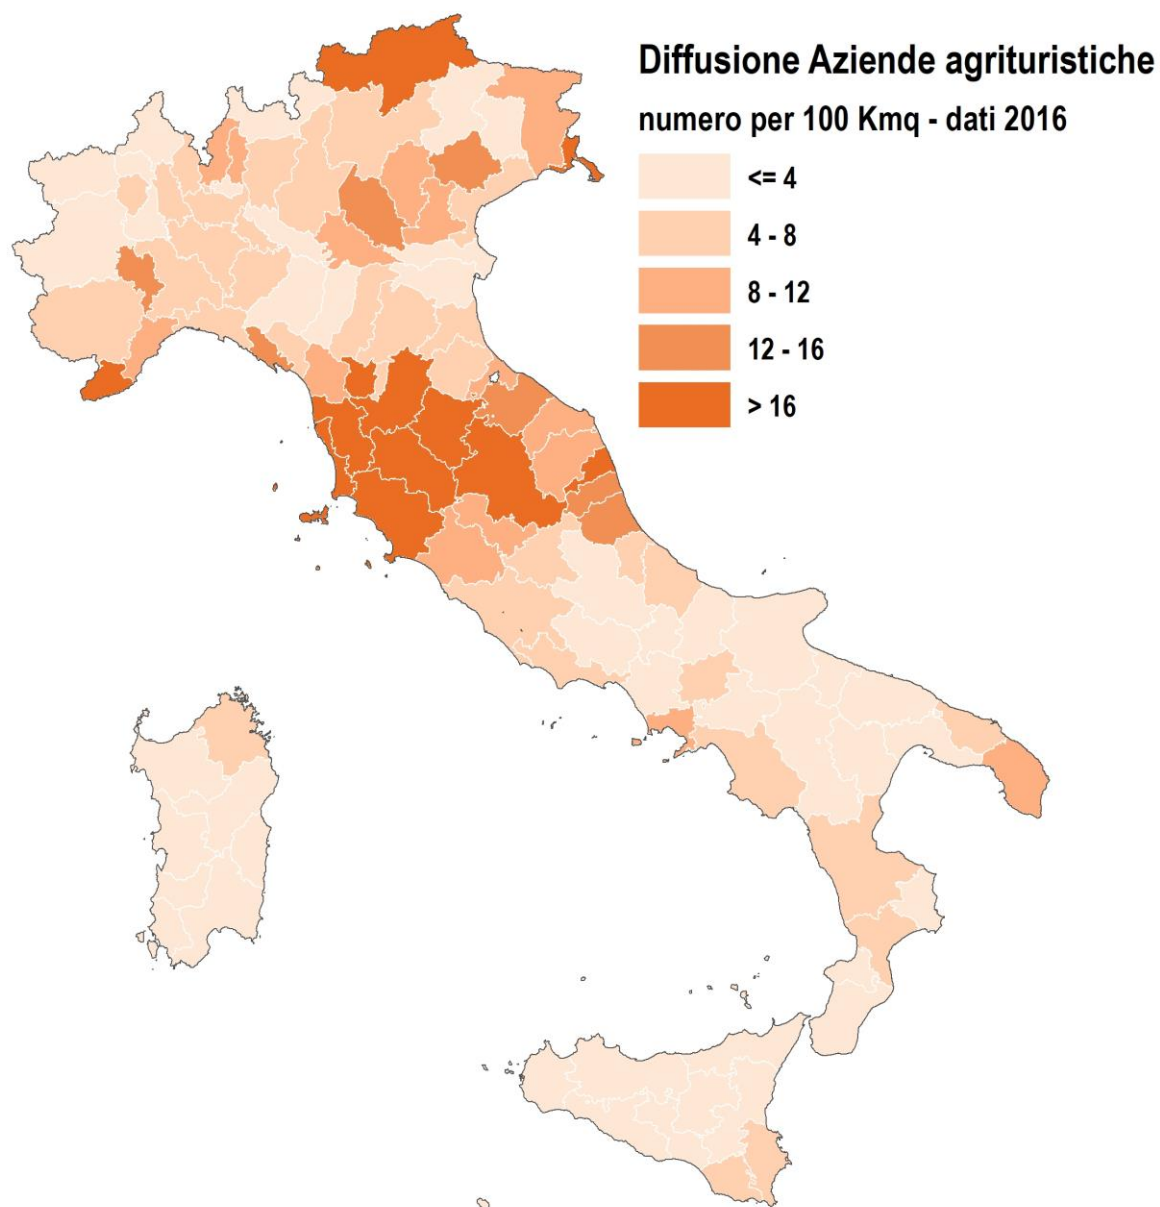 Diffusione Aziende agrituristiche
numero per 100 Kmq - dati 2016
<= 4
4 - 8
8 - 12
12 - 16
> 16